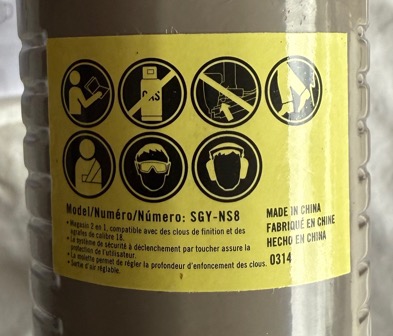 GAS
Model/Numéro/Número: SGY-NS8
• Magasin 2 en 1, compatible avec des clous de finition et des
agrafes de calibre 18.
• Le système de sécurité à déclenchement par toucher assure la
protection de l'utilisateur.
• La molette permet de régler la profondeur d'enfoncement des clous.
• Sortie d'air réglable.
MADE IN CHINA
FABRIQUÉ EN CHINE
HECHO EN CHINA
0314